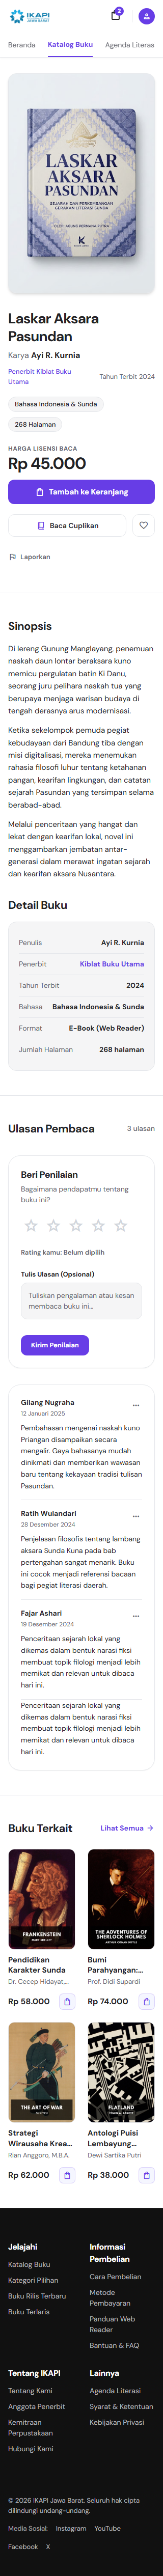 IKAPI
JAWA BARAT
2
Beranda
Katalog Buku
Agenda Literas
LASKAR
AKSARA
PASUNDAN
SEJARAH DAN PERKEMBANGAN
Laskar Aksara
Pasundan
Karya Ayi R. Kurnia
Penerbit Kiblat Buku
Utama
Tahun Terbit 2024
Bahasa Indonesia & Sunda
268 Halaman
HARGA LISENSI BACA
Rp 45.000
Tambah ke Keranjang
Baca Cuplikan
Laporkan
Sinopsis
Di lereng Gunung Manglayang, penemuan
naskah daun lontar beraksara kuno
memicu pergulatan batin Ki Danu,
seorang juru pelihara naskah tua yang
berupaya menjaga warisan budaya di
tengah derasnya arus modernisasi.
Ketika sekelompok pemuda pegiat
kebudayaan dari Bandung tiba dengan
misi digitalisasi, mereka menemukan
rahasia filosofi luhur tentang ketahanan
pangan, kearifan lingkungan, dan catatan
sejarah Pasundan yang tersimpan selama
berabad-abad.
Melalui penceritaan yang hangat dan
lekat dengan kearifan lokal, novel ini
menggambarkan jembatan antar-
generasi dalam merawat ingatan sejarah
dan kearifan aksara Nusantara.
Detail Buku
Penulis
Ayi R. Kurnia
Penerbit
Kiblat Buku Utama
Tahun Terbit
2024
Bahasa
Bahasa Indonesia & Sunda
Format
E-Book (Web Reader)
Jumlah Halaman
268 halaman
Ulasan Pembaca
3 ulasan
Beri Penilaian
Bagaimana pendapatmu tentang
buku ini?
Rating kamu: Belum dipilih
Tulis Ulasan (Opsional)
Tuliskan pengalaman atau kesan
membaca buku ini...
Kirim Penilaian
Gilang Nugraha
12 Januari 2025
Pembahasan mengenai naskah kuno
Priangan disampaikan secara
mengalir. Gaya bahasanya mudah
dinikmati dan memberikan wawasan
baru tentang kekayaan tradisi tulisan
Pasundan.
Ratih Wulandari
28 Desember 2024
Penjelasan filosofis tentang lambang
aksara Sunda Kuna pada bab
pertengahan sangat menarik. Buku
ini cocok menjadi referensi bacaan
bagi pegiat literasi daerah.
Fajar Ashari
19 Desember 2024
Penceritaan sejarah lokal yang
dikemas dalam bentuk narasi fiksi
membuat topik filologi menjadi lebih
memikat dan relevan untuk dibaca
hari ini.
Penceritaan sejarah lokal yang
dikemas dalam bentuk narasi fiksi
membuat topik filologi menjadi lebih
memikat dan relevan untuk dibaca
hari ini.
Buku Terkait
Lihat Semua
FRANKENSTEIN
MARY SHELLEY
THE ADVENTURES OF
SHERLOCK HOLMES
ARTHUR CONAN DOYLE
Pendidikan
Karakter Sunda
Dr. Cecep Hidayat,...
Rp 58.000
Bumi
Parahyangan:...
Prof. Didi Supardi
Rp 74.000
THE ART OF WAR
SUN TZU
FLATLAND
Strategi
Wirausaha Krea...
Rian Anggoro, M.B.A.
Rp 62.000
Antologi Puisi
Lembayung...
Dewi Sartika Putri
Rp 38.000
Jelajahi
Katalog Buku
Kategori Pilihan
Buku Rilis Terbaru
Buku Terlaris
Informasi
Penerbit
Cara Pembelian
Metode
Pembayaran
Panduan Web
Reader
Bantuan & FAQ
Tentang IKAPI
Tentang Kami
Anggota Penerbit
Kemitraan
Perpustakaan
Hubungi Kami
Lainnya
Agenda Literasi
Syarat & Ketentuan
Kebijakan Privasi
© 2026 IKAPI Jawa Barat. Seluruh hak cipta
dilindungi undang-undang.
Media Sosial:
Instagram
YouTube
Facebook
X